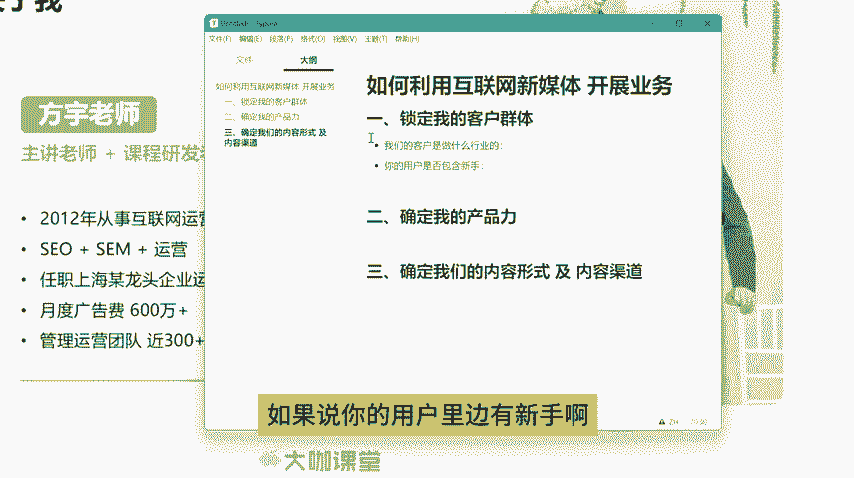 于我
方宇老师
主讲老师 + 课程研发
• 2012年从事互联网运营
• SEO + SEM + 运营
• 任职上海某龙头企业运
• 月度广告费 600万+
• 管理运营团队 近300+
文件(F) 编辑(E) 段落(P) 格式(O) 视图(V) 主题(T) 帮助(H)
文件 大纲
如何利用互联网新媒体 开展业务
一、锁定我的客户群体
二、确定我的产品力
三、确定我们的内容形式 及
内容渠道
如何利用互联网新媒体 开展业务
一、锁定我的客户群体
• 我们的客户是做什么行业的：
• 你的用户是否包含新手：
二、确定我的产品力
三、确定我们的内容形式 及 内容渠道
如果说你的用户里边有新手啊
大咖课堂